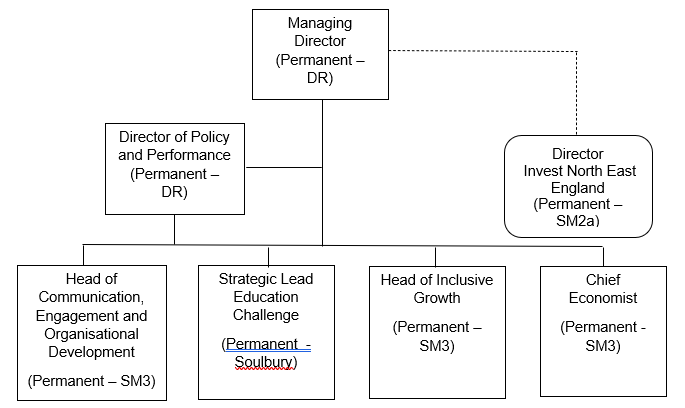 Managing
Director
(Permanent –
DR)
Director of Policy
and Performance
(Permanent –
DR)
Director
Invest North East
England
(Permanent –
SM2a)
Head of
Communication,
Engagement and
Organisational
Development
(Permanent – SM3)
Strategic Lead
Education
Challenge
(Permanent -
Soulbury)
Head of Inclusive
Growth
(Permanent –
SM3)
Chief
Economist
(Permanent -
SM3)